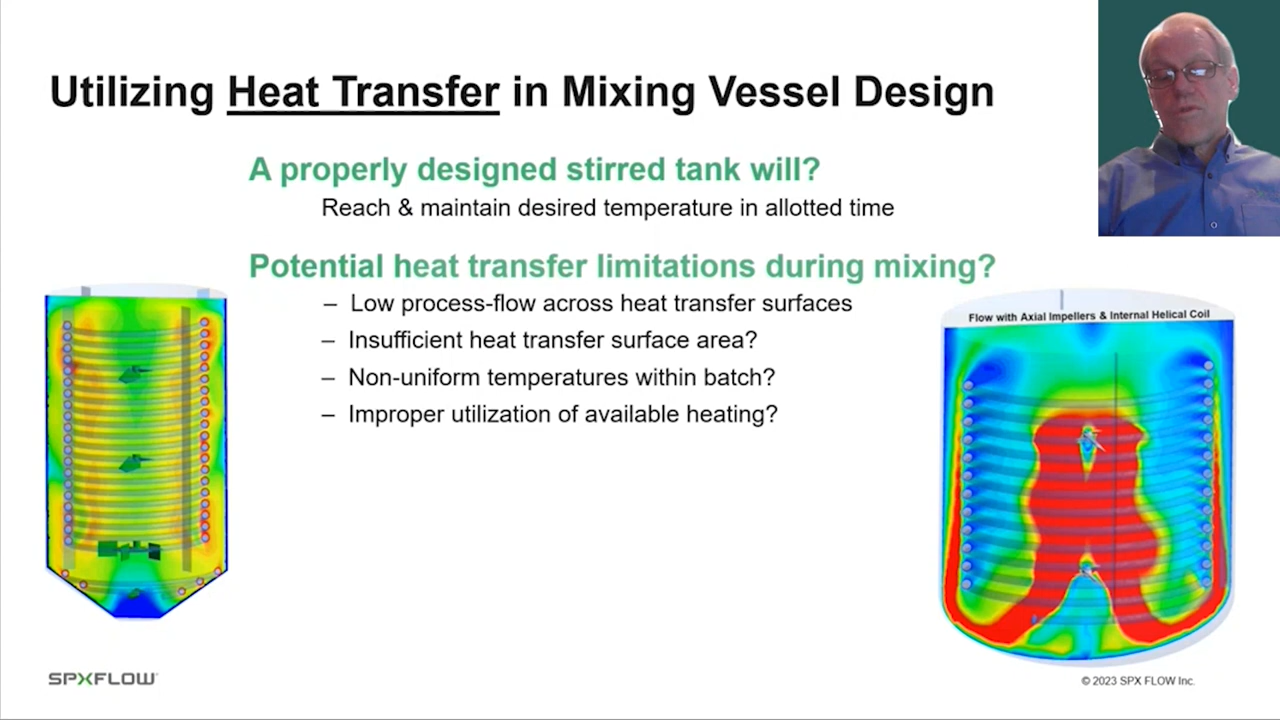 Utilizing Heat Transfer in Mixing Vessel Design
A properly designed stirred tank will?
Reach & maintain desired temperature in allotted time
Potential heat transfer limitations during mixing?
– Low process-flow across heat transfer surfaces
– Insufficient heat transfer surface area?
– Non-uniform temperatures within batch?
– Improper utilization of available heating?
Flow with Axial Impellers & Internal Helical Coil
SPXFLOW
© 2023 SPX FLOW Inc.